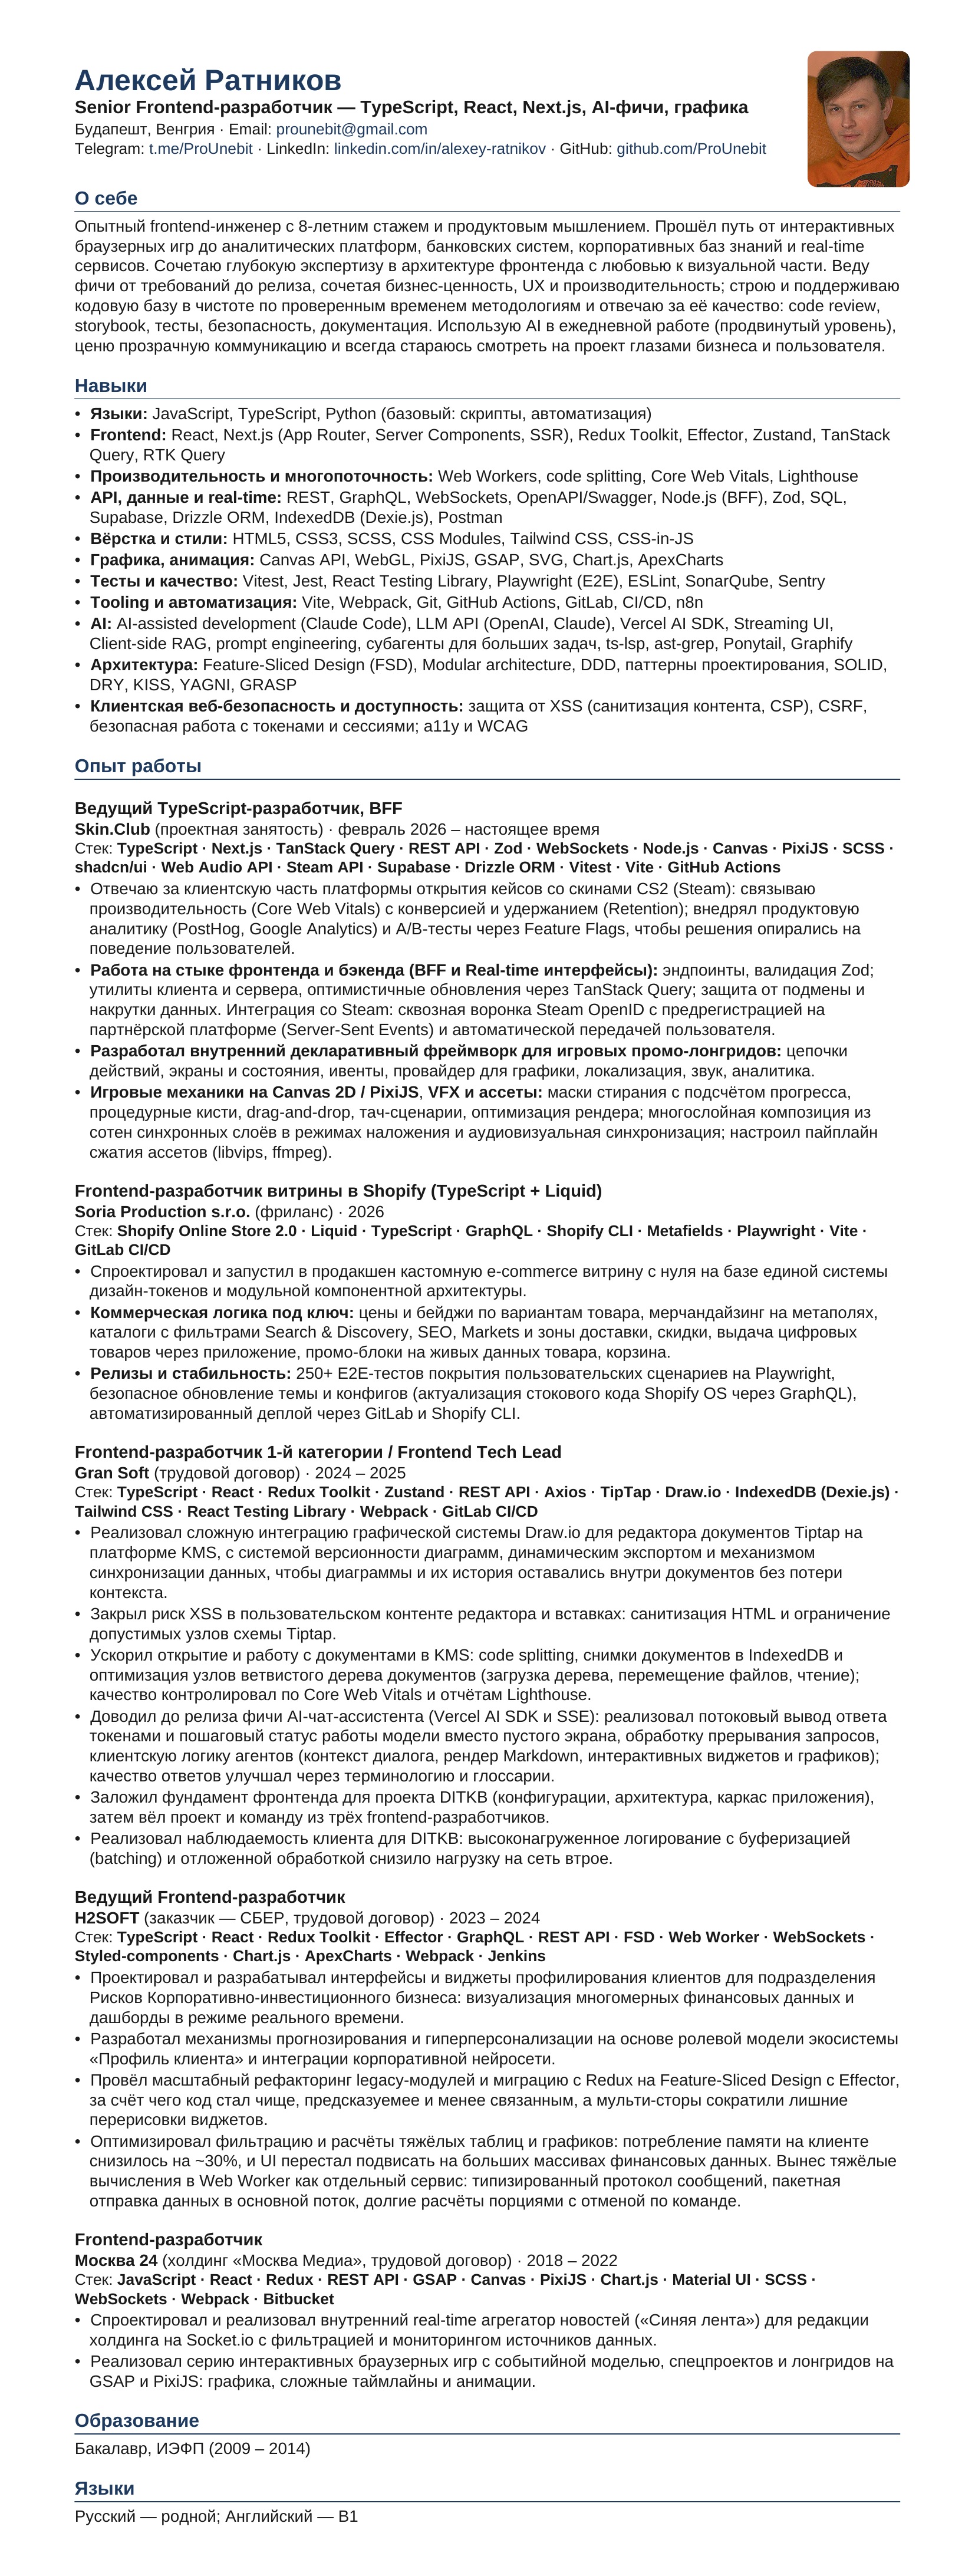 Алексей Ратников
Senior Frontend-разработчик — TypeScript, React, Next.js, AI-фичи, графика
Будапешт, Венгрия · Email: prounebit@gmail.com
Telegram: t.me/ProUnebit · LinkedIn: linkedin.com/in/alexey-ratnikov · GitHub: github.com/ProUnebit
О себе
Опытный frontend-инженер с 8-летним стажем и продуктовым мышлением. Прошёл путь от интерактивных
браузерных игр до аналитических платформ, банковских систем, корпоративных баз знаний и real-time
сервисов. Сочетаю глубокую экспертизу в архитектуре фронтенда с любовью к визуальной части. Веду
фичи от требований до релиза, сочетая бизнес-ценность, UX и производительность; строю и поддерживаю
кодовую базу в чистоте по проверенным временем методологиям и отвечаю за её качество: code review,
storybook, тесты, безопасность, документация. Использую AI в ежедневной работе (продвинутый уровень),
ценю прозрачную коммуникацию и всегда стараюсь смотреть на проект глазами бизнеса и пользователя.
Навыки
• Языки: JavaScript, TypeScript, Python (базовый: скрипты, автоматизация)
• Frontend: React, Next.js (App Router, Server Components, SSR), Redux Toolkit, Effector, Zustand, TanStack
Query, RTK Query
• Производительность и многопоточность: Web Workers, code splitting, Core Web Vitals, Lighthouse
• API, данные и real-time: REST, GraphQL, WebSockets, OpenAPI/Swagger, Node.js (BFF), Zod, SQL,
Supabase, Drizzle ORM, IndexedDB (Dexie.js), Postman
• Вёрстка и стили: HTML5, CSS3, SCSS, CSS Modules, Tailwind CSS, CSS-in-JS
• Графика, анимация: Canvas API, WebGL, PixiJS, GSAP, SVG, Chart.js, ApexCharts
• Тесты и качество: Vitest, Jest, React Testing Library, Playwright (E2E), ESLint, SonarQube, Sentry
• Tooling и автоматизация: Vite, Webpack, Git, GitHub Actions, GitLab, CI/CD, n8n
• AI: AI-assisted development (Claude Code), LLM API (OpenAI, Claude), Vercel AI SDK, Streaming UI,
Client-side RAG, prompt engineering, субагенты для больших задач, ts-lsp, ast-grep, Ponytail, Graphify
• Архитектура: Feature-Sliced Design (FSD), Modular architecture, DDD, паттерны проектирования, SOLID,
DRY, KISS, YAGNI, GRASP
• Клиентская веб-безопасность и доступность: защита от XSS (санитизация контента, CSP), CSRF,
безопасная работа с токенами и сессиями; a11y и WCAG
Опыт работы
Ведущий TypeScript-разработчик, BFF
Skin.Club (проектная занятость) · февраль 2026 – настоящее время
Стек: TypeScript · Next.js · TanStack Query · REST API · Zod · WebSockets · Node.js · Canvas · PixiJS · SCSS ·
shadcn/ui · Web Audio API · Steam API · Supabase · Drizzle ORM · Vitest · Vite · GitHub Actions
• Отвечаю за клиентскую часть платформы открытия кейсов со скинами CS2 (Steam): связываю
производительность (Core Web Vitals) с конверсией и удержанием (Retention); внедрял продуктовую
аналитику (PostHog, Google Analytics) и A/B-тесты через Feature Flags, чтобы решения опирались на
поведение пользователей.
• Работа на стыке фронтенда и бэкенда (BFF и Real-time интерфейсы): эндпоинты, валидация Zod;
утилиты клиента и сервера, оптимистичные обновления через TanStack Query; защита от подмены и
накрутки данных. Интеграция со Steam: сквозная воронка Steam OpenID с предрегистрацией на
партнёрской платформе (Server-Sent Events) и автоматической передачей пользователя.
• Разработал внутренний декларативный фреймворк для игровых промо-лонгридов: цепочки
действий, экраны и состояния, ивенты, провайдер для графики, локализация, звук, аналитика.
• Игровые механики на Canvas 2D / PixiJS, VFX и ассеты: маски стирания с подсчётом прогресса,
процедурные кисти, drag-and-drop, тач-сценарии, оптимизация рендера; многослойная композиция из
сотен синхронных слоёв в режимах наложения и аудиовизуальная синхронизация; настроил пайплайн
сжатия ассетов (libvips, ffmpeg).
Frontend-разработчик витрины в Shopify (TypeScript + Liquid)
Soria Production s.r.o. (фриланс) · 2026
Стек: Shopify Online Store 2.0 · Liquid · TypeScript · GraphQL · Shopify CLI · Metafields · Playwright · Vite ·
GitLab CI/CD
• Спроектировал и запустил в продакшен кастомную e-commerce витрину с нуля на базе единой системы
дизайн-токенов и модульной компонентной архитектуры.
• Коммерческая логика под ключ: цены и бейджи по вариантам товара, мерчандайзинг на метаполях,
каталоги с фильтрами Search & Discovery, SEO, Markets и зоны доставки, скидки, выдача цифровых
товаров через приложение, промо-блоки на живых данных товара, корзина.
• Релизы и стабильность: 250+ E2E-тестов покрытия пользовательских сценариев на Playwright,
безопасное обновление темы и конфигов (актуализация стокового кода Shopify OS через GraphQL),
автоматизированный деплой через GitLab и Shopify CLI.
Frontend-разработчик 1-й категории / Frontend Tech Lead
Gran Soft (трудовой договор) · 2024 – 2025
Стек: TypeScript · React · Redux Toolkit · Zustand · REST API · Axios · TipTap · Draw.io · IndexedDB (Dexie.js) ·
Tailwind CSS · React Testing Library · Webpack · GitLab CI/CD
• Реализовал сложную интеграцию графической системы Draw.io для редактора документов Tiptap на
платформе KMS, с системой версионности диаграмм, динамическим экспортом и механизмом
синхронизации данных, чтобы диаграммы и их история оставались внутри документов без потери
контекста.
• Закрыл риск XSS в пользовательском контенте редактора и вставках: санитизация HTML и ограничение
допустимых узлов схемы Tiptap.
• Ускорил открытие и работу с документами в KMS: code splitting, снимки документов в IndexedDB и
оптимизация узлов ветвистого дерева документов (загрузка дерева, перемещение файлов, чтение);
качество контролировал по Core Web Vitals и отчётам Lighthouse.
• Доводил до релиза фичи AI-чат-ассистента (Vercel AI SDK и SSE): реализовал потоковый вывод ответа
токенами и пошаговый статус работы модели вместо пустого экрана, обработку прерывания запросов,
клиентскую логику агентов (контекст диалога, рендер Markdown, интерактивных виджетов и графиков);
качество ответов улучшал через терминологию и глоссарии.
• Заложил фундамент фронтенда для проекта DITKB (конфигурации, архитектура, каркас приложения),
затем вёл проект и команду из трёх frontend-разработчиков.
• Реализовал наблюдаемость клиента для DITKB: высоконагруженное логирование с буферизацией
(batching) и отложенной обработкой снизило нагрузку на сеть втрое.
Ведущий Frontend-разработчик
H2SOFT (заказчик — СБЕР, трудовой договор) · 2023 – 2024
Стек: TypeScript · React · Redux Toolkit · Effector · GraphQL · REST API · FSD · Web Worker · WebSockets ·
Styled-components · Chart.js · ApexCharts · Webpack · Jenkins
• Проектировал и разрабатывал интерфейсы и виджеты профилирования клиентов для подразделения
Рисков Корпоративно-инвестиционного бизнеса: визуализация многомерных финансовых данных и
дашборды в режиме реального времени.
• Разработал механизмы прогнозирования и гиперперсонализации на основе ролевой модели экосистемы
«Профиль клиента» и интеграции корпоративной нейросети.
• Провёл масштабный рефакторинг legacy-модулей и миграцию с Redux на Feature-Sliced Design с Effector,
за счёт чего код стал чище, предсказуемее и менее связанным, а мульти-сторы сократили лишние
перерисовки виджетов.
• Оптимизировал фильтрацию и расчёты тяжёлых таблиц и графиков: потребление памяти на клиенте
снизилось на ~30%, и UI перестал подвисать на больших массивах финансовых данных. Вынес тяжёлые
вычисления в Web Worker как отдельный сервис: типизированный протокол сообщений, пакетная
отправка данных в основной поток, долгие расчёты порциями с отменой по команде.
Frontend-разработчик
Москва 24 (холдинг «Москва Медиа», трудовой договор) · 2018 – 2022
Стек: JavaScript · React · Redux · REST API · GSAP · Canvas · PixiJS · Chart.js · Material UI · SCSS ·
WebSockets · Webpack · Bitbucket
• Спроектировал и реализовал внутренний real-time агрегатор новостей («Синяя лента») для редакции
холдинга на Socket.io с фильтрацией и мониторингом источников данных.
• Реализовал серию интерактивных браузерных игр с событийной моделью, спецпроектов и лонгридов на
GSAP и PixiJS: графика, сложные таймлайны и анимации.
Образование
Бакалавр, ИЭФП (2009 – 2014)
Языки
Русский — родной; Английский — B1